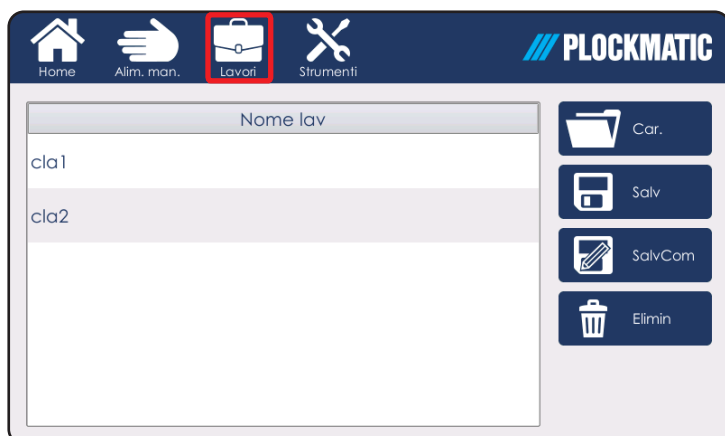 Home
Alim. man.
Lavori
Strumenti
PLOCKMATIC
Nome lav
cla1
cla2
Car.
Salv
SalvCom
Elimin